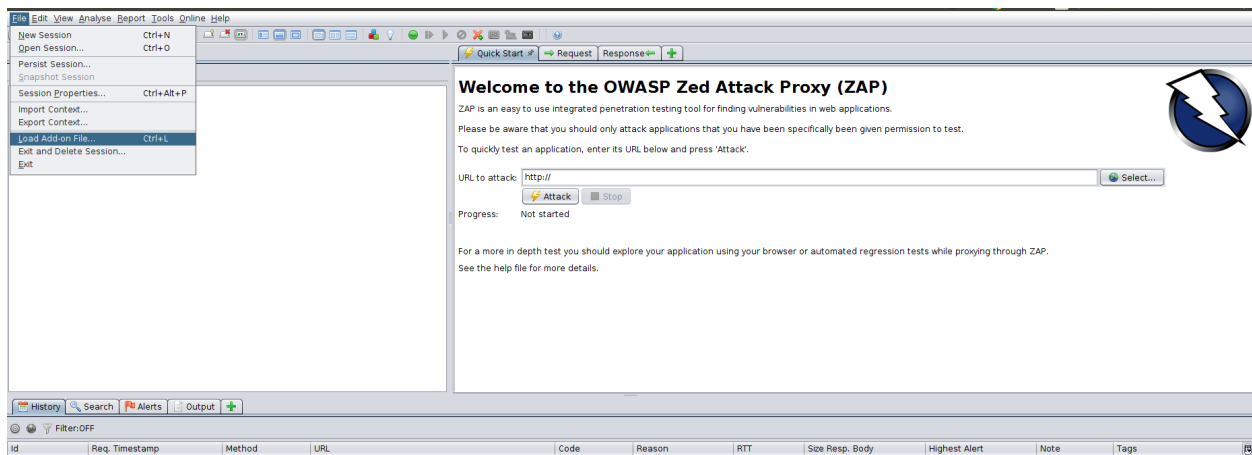 File Edit View Analyse Report Tools Online Help
New Session Ctrl+N
Open Session... Ctrl+O
Persist Session...
Snapshot Session
Session Properties... Ctrl+Alt+P
Import Context...
Export Context...
Load Add-on File... Ctrl+L
Exit and Delete Session...
Exit
Quick Start Request Response
Welcome to the OWASP Zed Attack Proxy (ZAP)
ZAP is an easy to use integrated penetration testing tool for finding vulnerabilities in web applications.
Please be aware that you should only attack applications that you have been specifically been given permission to test.
To quickly test an application, enter its URL below and press 'Attack'.
URL to attack: http:// Select...
Attack Stop
Progress: Not started
For a more in depth test you should explore your application using your browser or automated regression tests while proxying through ZAP.
See the help file for more details.
History Search Alerts Output
Filter:OFF
Id Req. Timestamp Method URL Code Reason RTT Size Resp. Body Highest Alert Note Tags